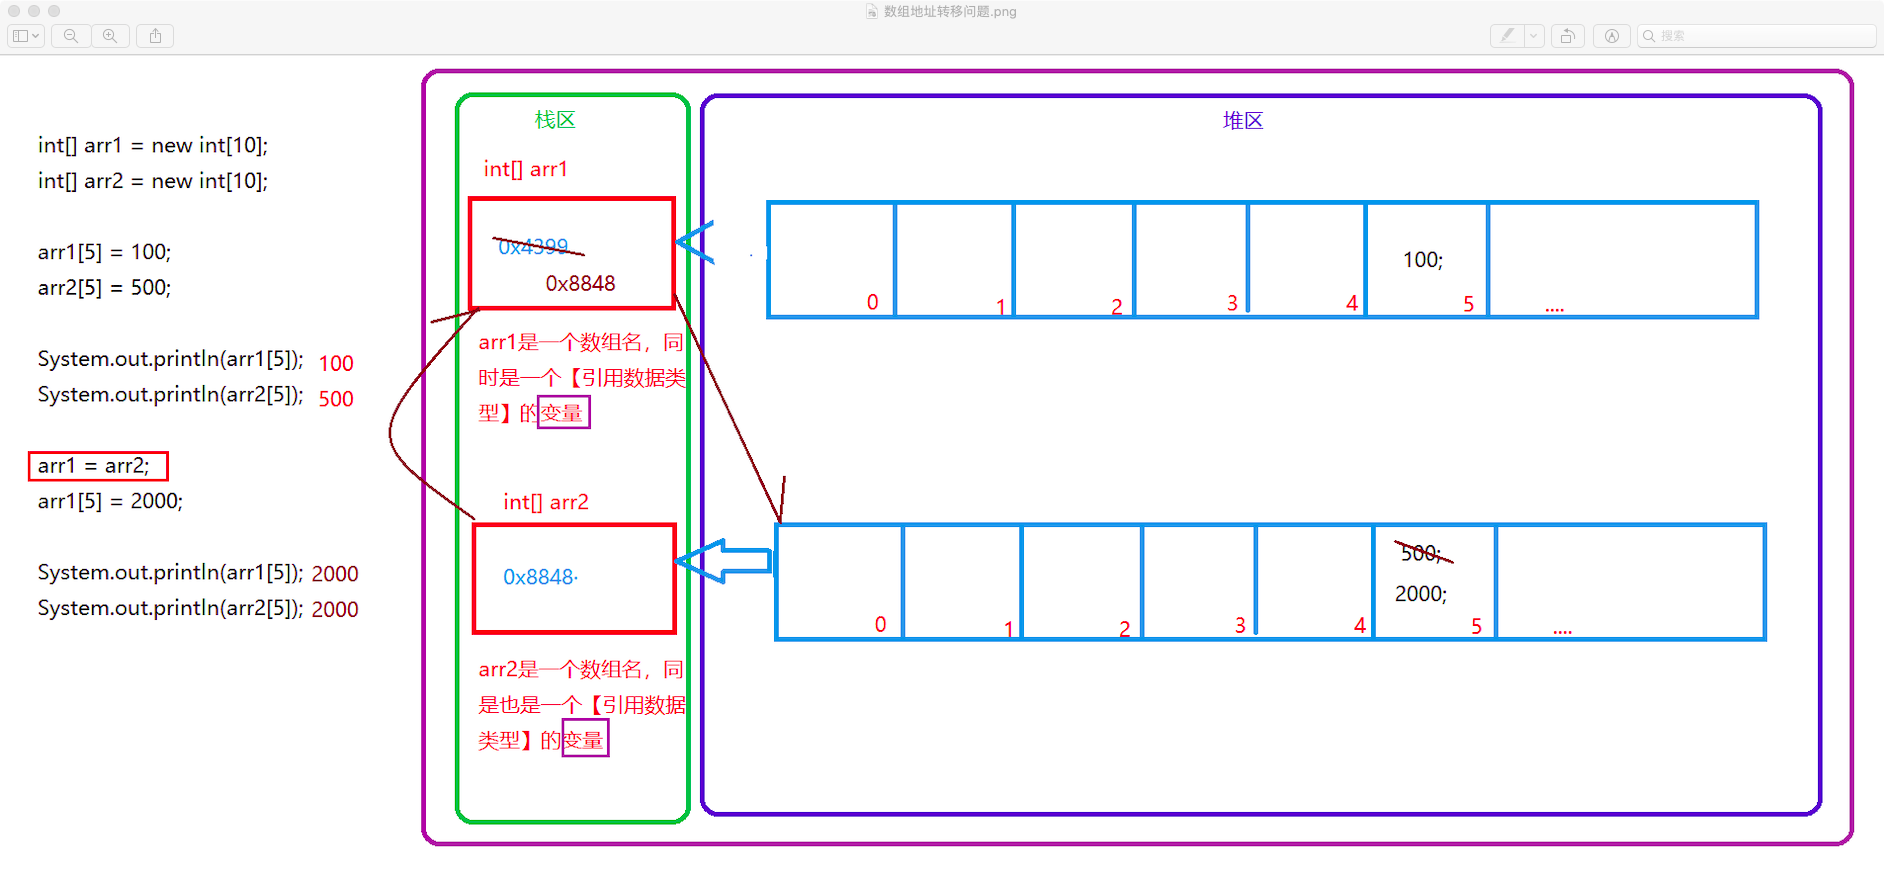 数组地址转移问题.png
搜索
int[] arr1 = new int[10];
int[] arr2 = new int[10];
arr1[5] = 100;
arr2[5] = 500;
System.out.println(arr1[5]); 100
System.out.println(arr2[5]); 500
arr1 = arr2;
arr1[5] = 2000;
System.out.println(arr1[5]); 2000
System.out.println(arr2[5]); 2000
栈区
int[] arr1
0x4399
0x8848
arr1是一个数组名，同
时是一个【引用数据类
型】的变量
int[] arr2
0x8848
arr2是一个数组名，同
是也是一个【引用数据
类型】的变量
堆区
100;
0 1 2 3 4 5 ....
500;
2000;
0 1 2 3 4 5 ....